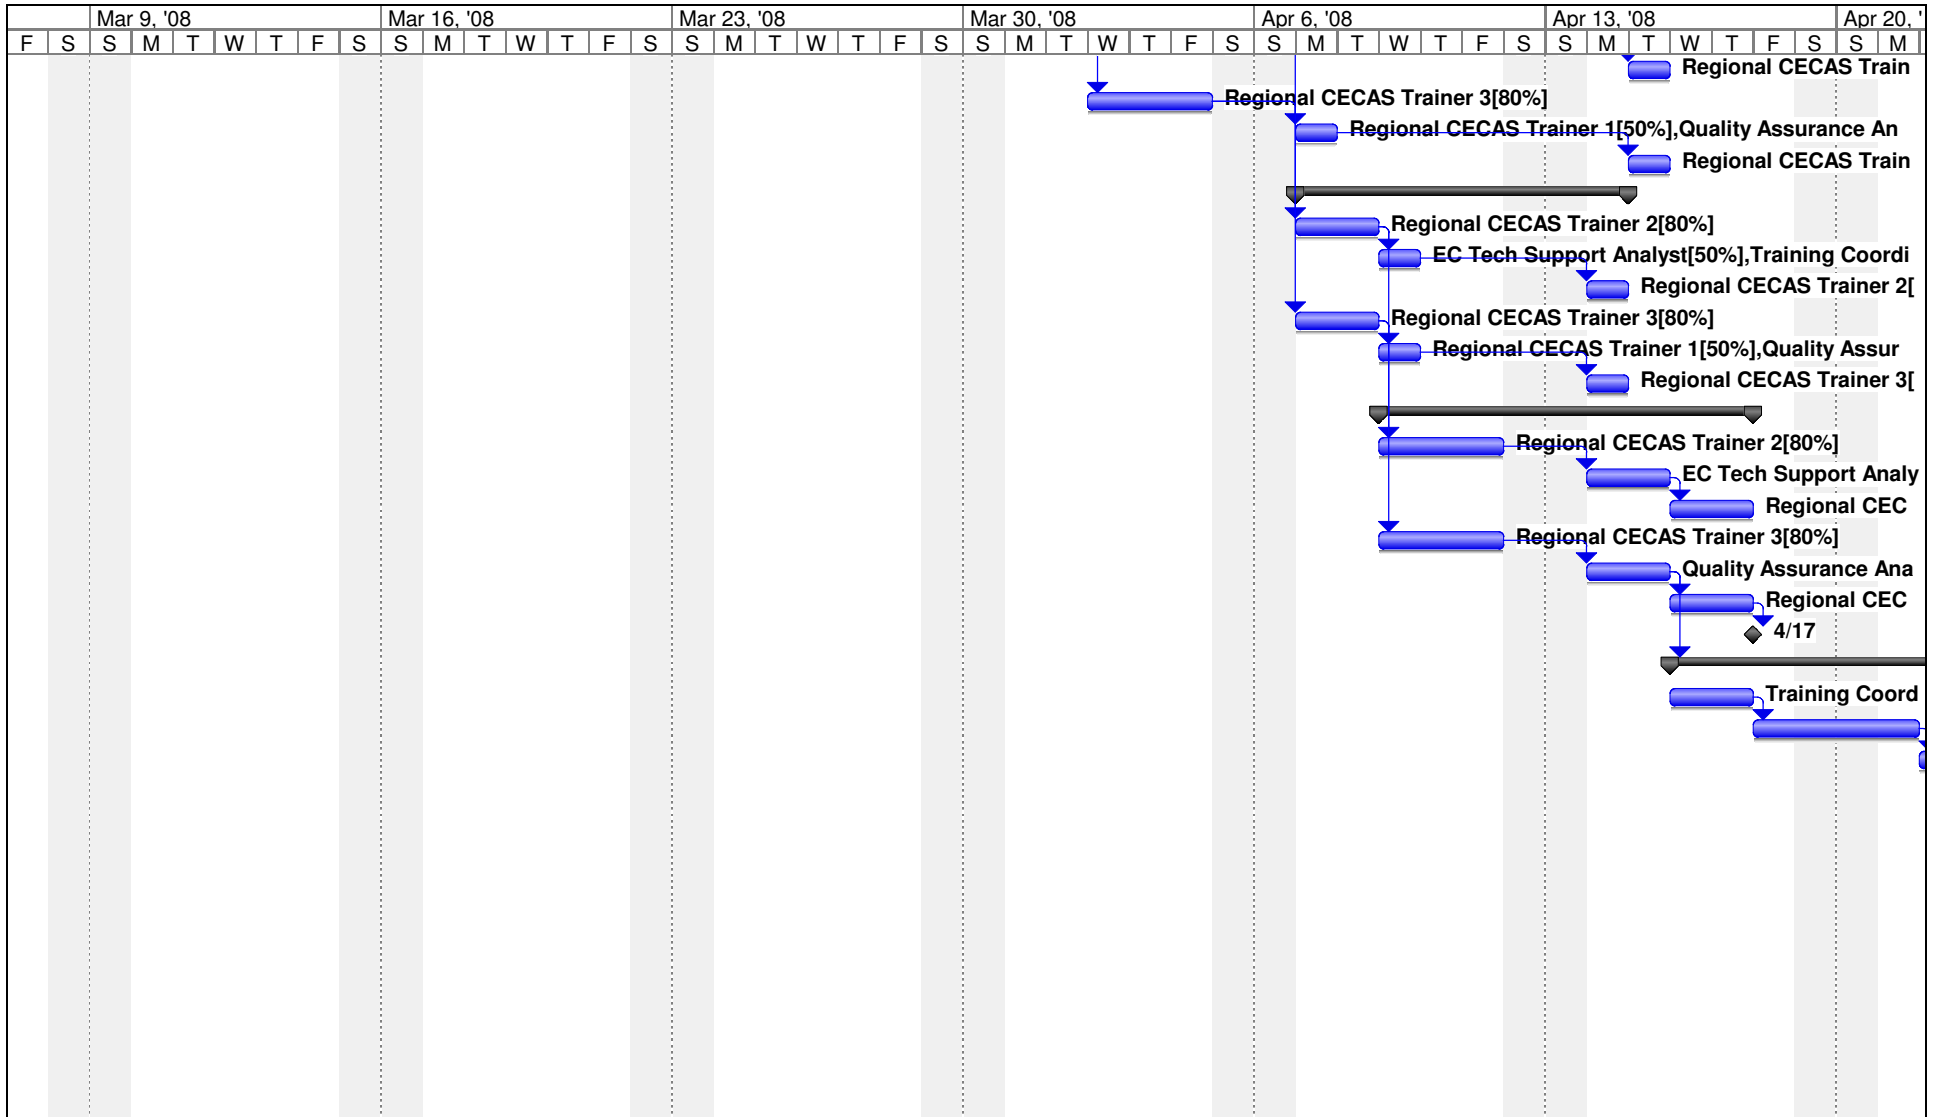 Mar 9, '08 Mar 16, '08 Mar 23, '08 Mar 30, '08 Apr 6, '08 Apr 13, '08 Apr 20, '
F S S M T W T F S S M T W T F S S M T W T F S S M T W T F S S M T W T F S S M T W T F S S M
Regional CECAS Train
Regional CECAS Trainer 3[80%]
Regional CECAS Trainer 1[50%],Quality Assurance An
Regional CECAS Train
Regional CECAS Trainer 2[80%]
EC Tech Support Analyst[50%],Training Coordi
Regional CECAS Trainer 2[
Regional CECAS Trainer 3[80%]
Regional CECAS Trainer 1[50%],Quality Assur
Regional CECAS Trainer 3[
Regional CECAS Trainer 2[80%]
EC Tech Support Analy
Regional CEC
Regional CECAS Trainer 3[80%]
Quality Assurance Ana
Regional CEC
4/17
Training Coord